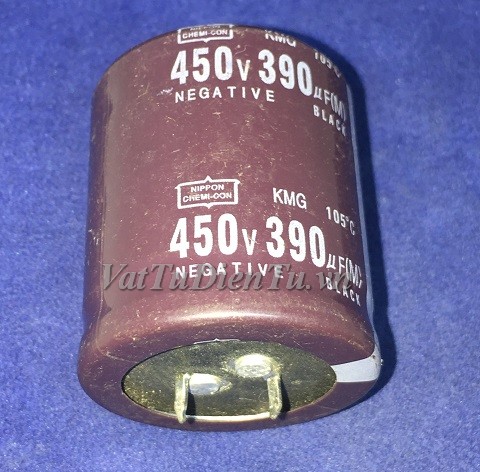 NIPPON
CHEMI-CON
KMG 105°C
450V 390µF(M)
NEGATIVE BLACK
NIPPON
CHEMI-CON
KMG 105°C
450V 390µF(M)
NEGATIVE BLACK
VatTuDienTu.vn